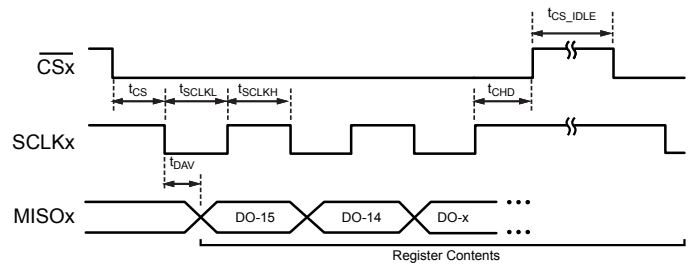 tCS_IDLE
CSx
tCS tSCLKL tSCLKH tCHD
SCLKx
tDAV
MISOx DO-15 DO-14 DO-x •••
Register Contents